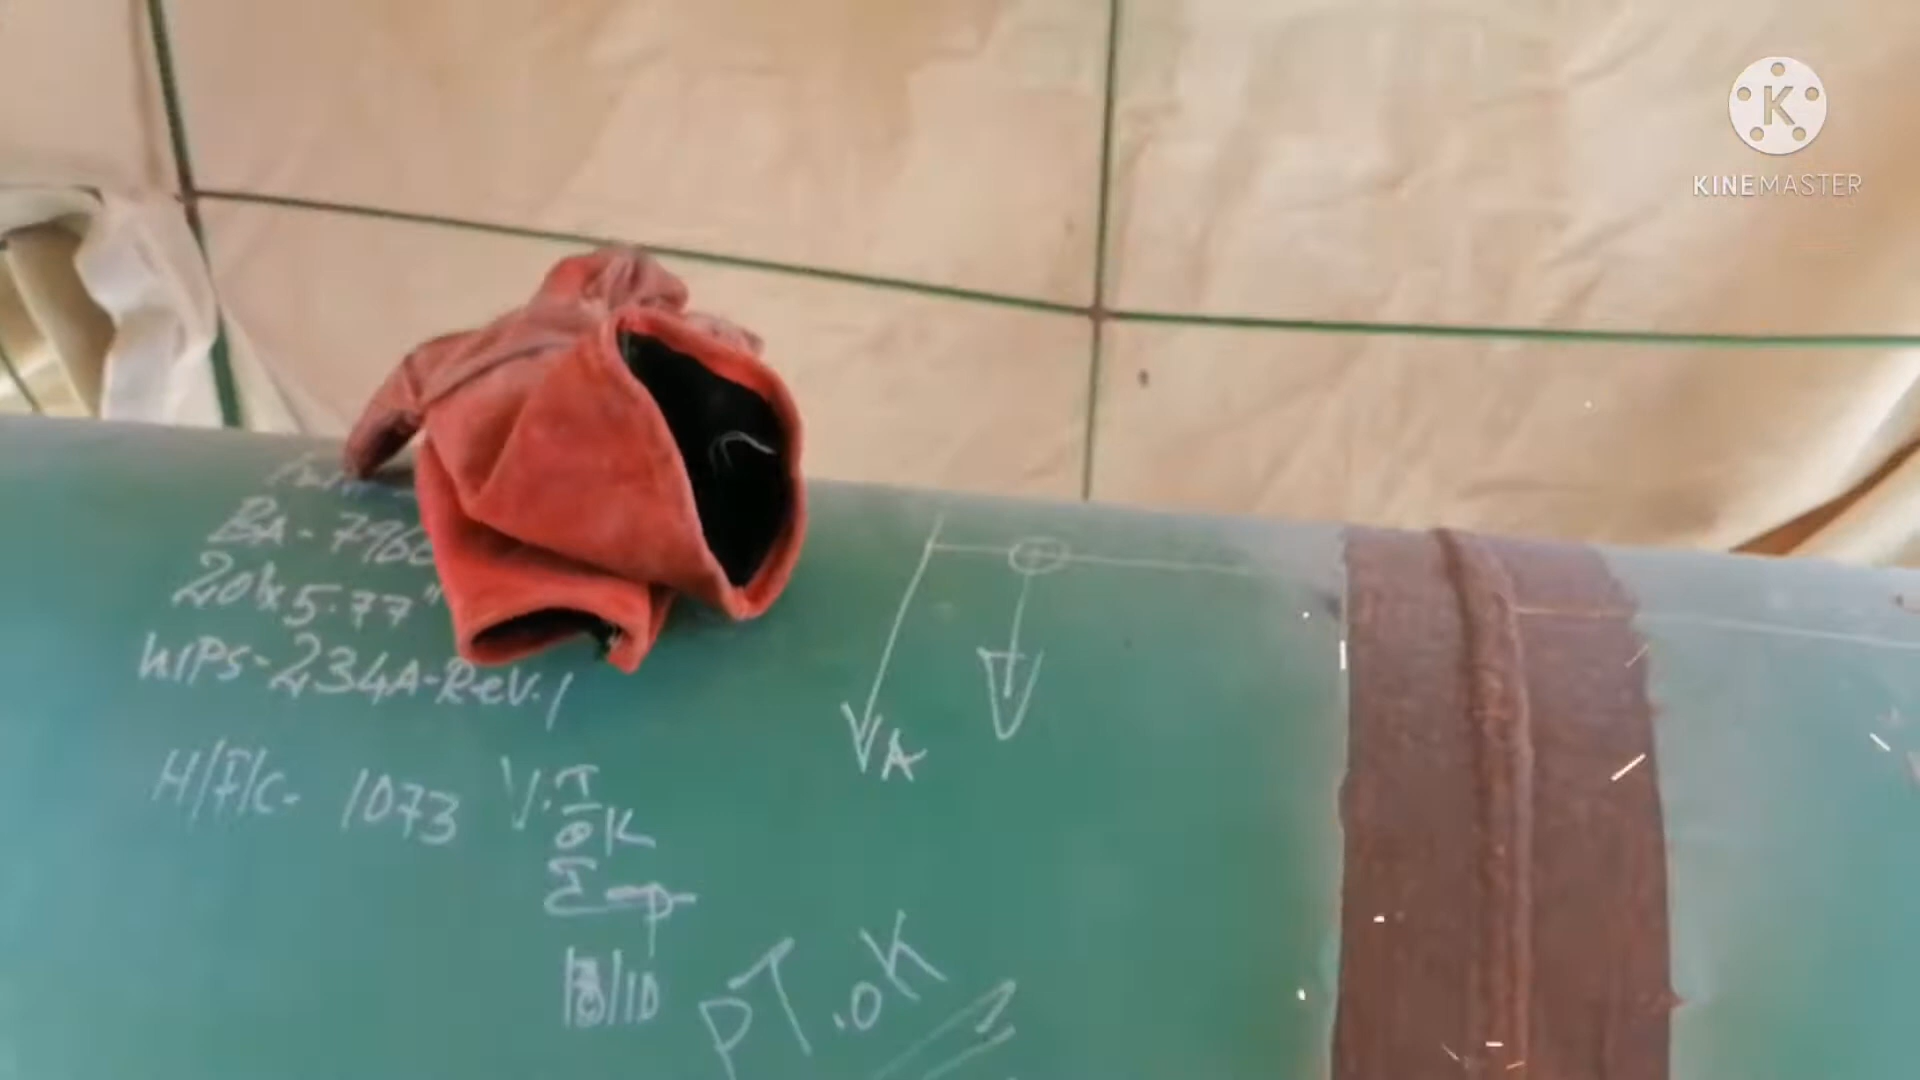 KINEMASTER
BA-796
20"x5.77"
WPS-234A-Rev.1
H/F/C- 1073
V.T
OK
PT.OK
A